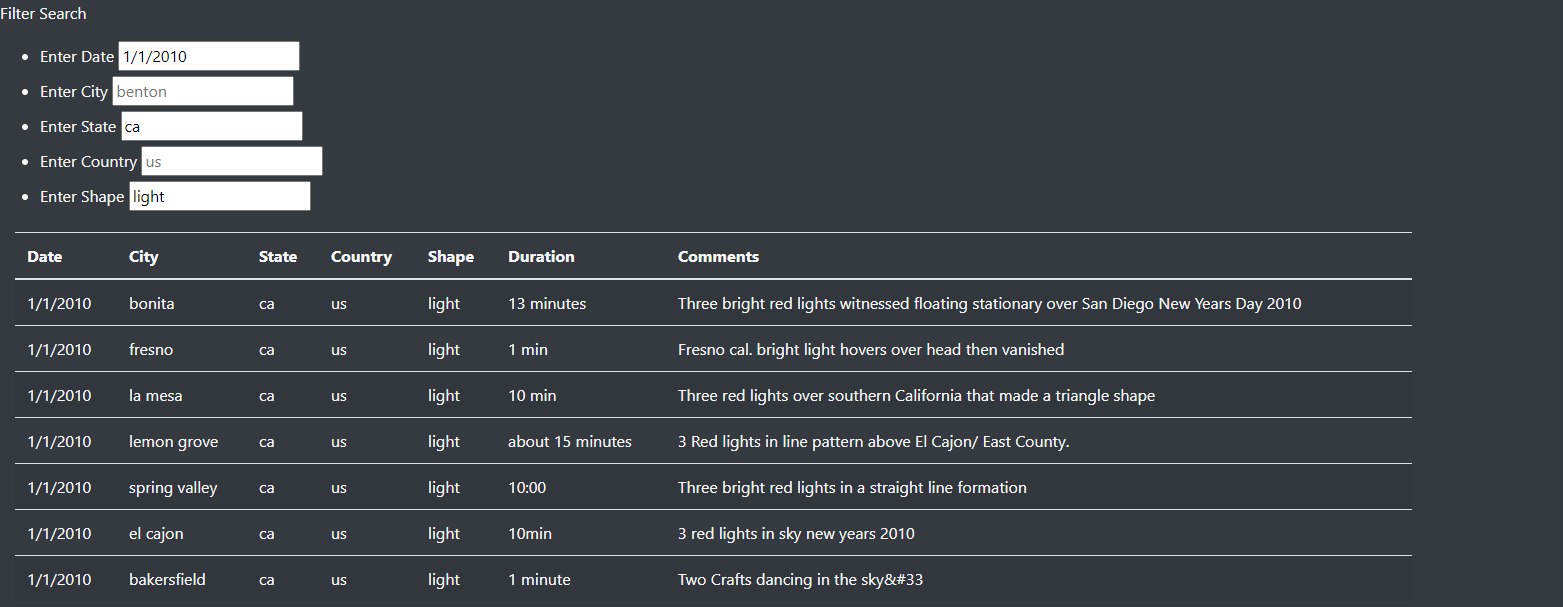 Filter Search
Enter Date 1/1/2010
Enter City benton
Enter State ca
Enter Country us
Enter Shape light
Date City State Country Shape Duration Comments
1/1/2010 bonita ca us light 13 minutes Three bright red lights witnessed floating stationary over San Diego New Years Day 2010
1/1/2010 fresno ca us light 1 min Fresno cal. bright light hovers over head then vanished
1/1/2010 la mesa ca us light 10 min Three red lights over southern California that made a triangle shape
1/1/2010 lemon grove ca us light about 15 minutes 3 Red lights in line pattern above El Cajon/ East County.
1/1/2010 spring valley ca us light 10:00 Three bright red lights in a straight line formation
1/1/2010 el cajon ca us light 10min 3 red lights in sky new years 2010
1/1/2010 bakersfield ca us light 1 minute Two Crafts dancing in the sky&#33